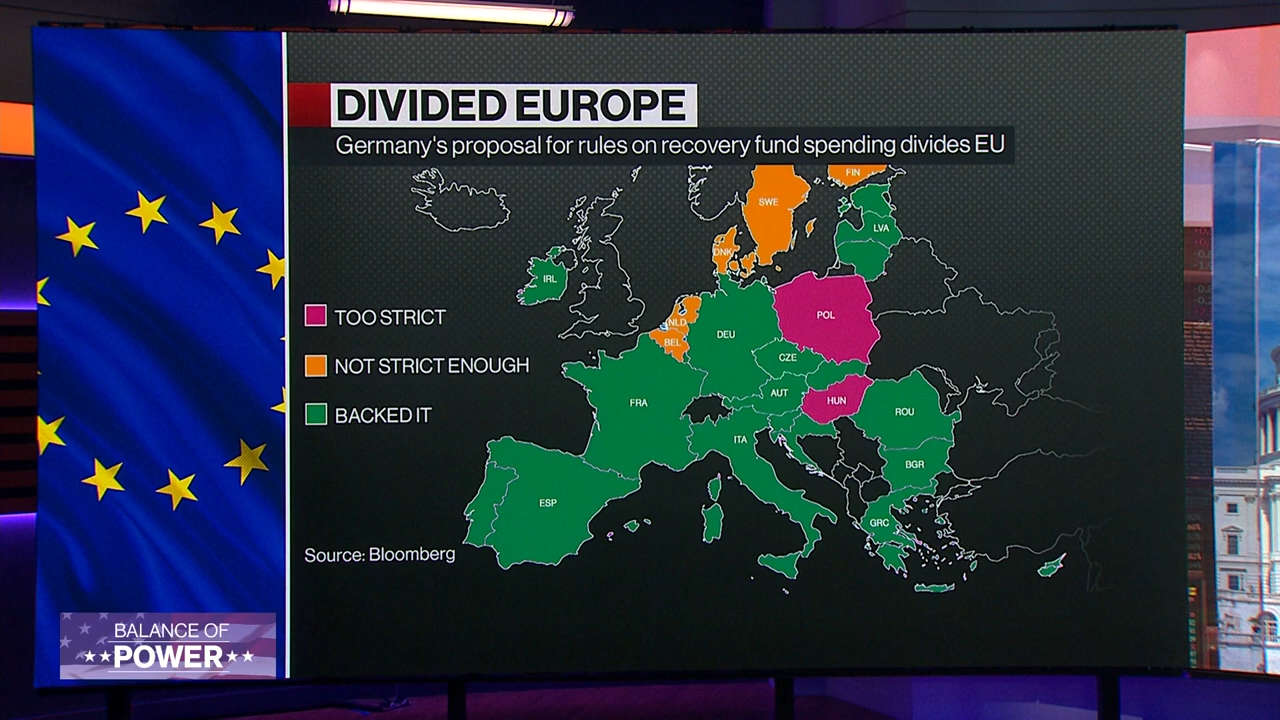 DIVIDED EUROPE
Germany's proposal for rules on recovery fund spending divides EU
FIN
SWE
LVA
DNK
IRL
TOO STRICT
NOT STRICT ENOUGH
BACKED IT
NLD
BEL
POL
DEU
CZE
AUT
FRA
HUN
ROU
ITA
BGR
ESP
GRC
Source: Bloomberg
BALANCE OF
POWER